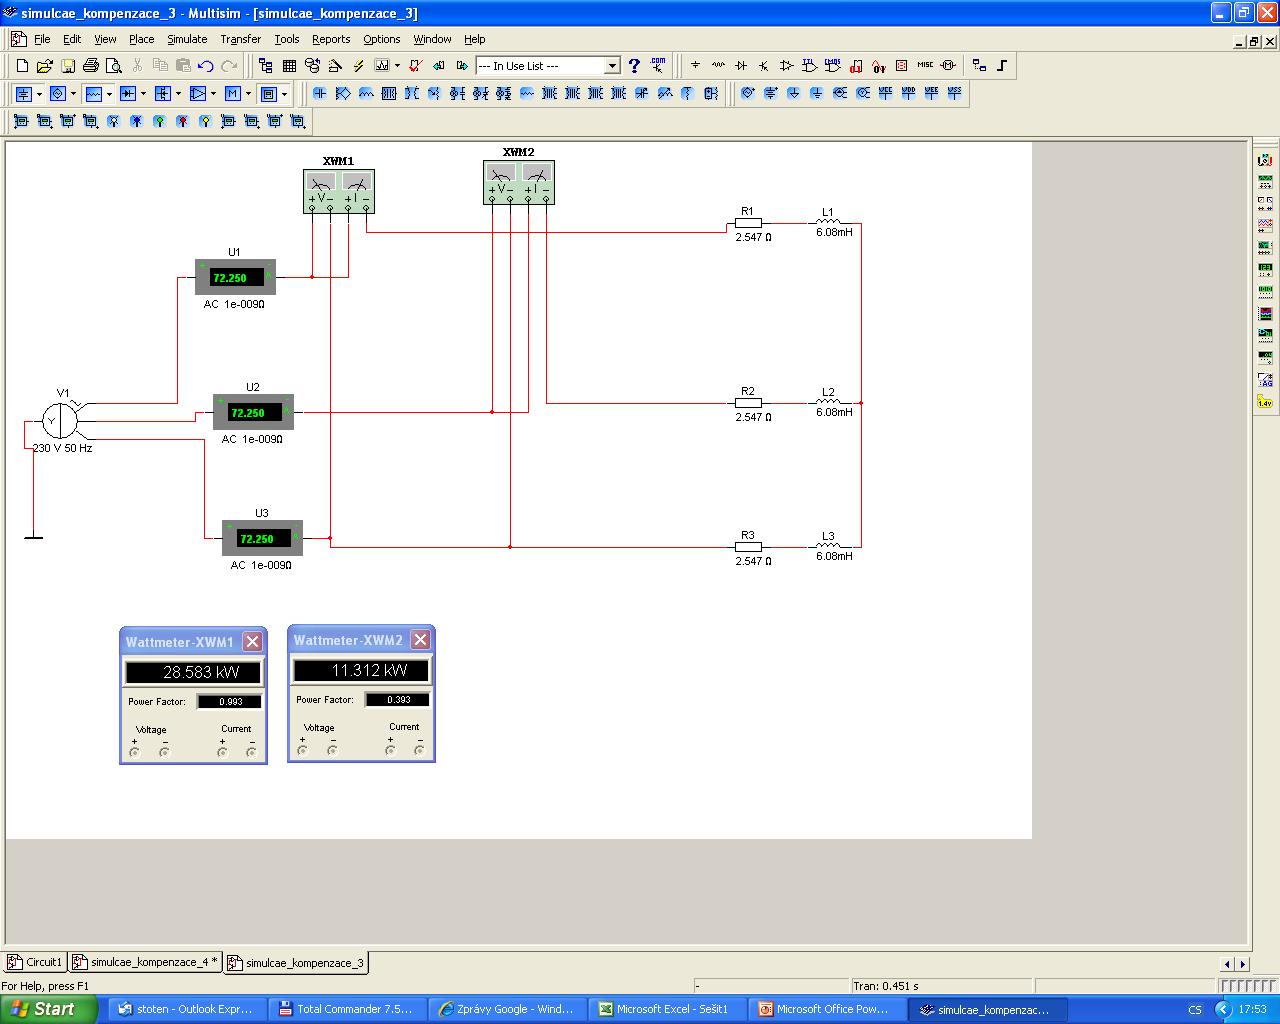 simulcae_kompenzace_3 - Multisim - [simulcae_kompenzace_3]
File Edit View Place Simulate Transfer Tools Reports Options Window Help
--- In Use List ---
XWM1
XWM2
+ V - + I -
+ V - + I -
R1
L1
2.547 Ω
6.08mH
U1
72.250
AC 1e-009Ω
V1
U2
72.250
AC 1e-009Ω
R2
L2
2.547 Ω
6.08mH
Y
230 V 50 Hz
U3
72.250
AC 1e-009Ω
R3
L3
2.547 Ω
6.08mH
Wattmeter-XWM1
28.583 kW
Power Factor: 0.993
Voltage Current
+ - + -
Wattmeter-XWM2
11.312 kW
Power Factor: 0.393
Voltage Current
+ - + -
Circuit1 simulcae_kompenzace_4 * simulcae_kompenzace_3
For Help, press F1
- Tran: 0.451 s
Start stoten - Outlook Expr... Total Commander 7.5... Zprávy Google - Wind... Microsoft Excel - Sešit1 Microsoft Office Pow... simulcae_kompenzac... CS 17:53